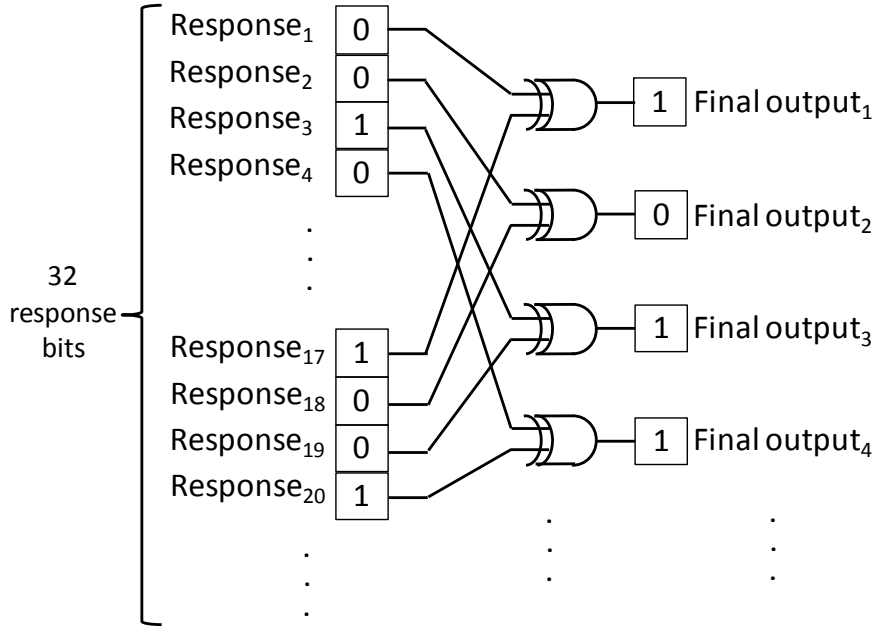 32
response
bits
Response₁ 0
Response₂ 0
Response₃ 1
Response₄ 0
Response₁₇ 1
Response₁₈ 0
Response₁₉ 0
Response₂₀ 1
1 Final output₁
0 Final output₂
1 Final output₃
1 Final output₄